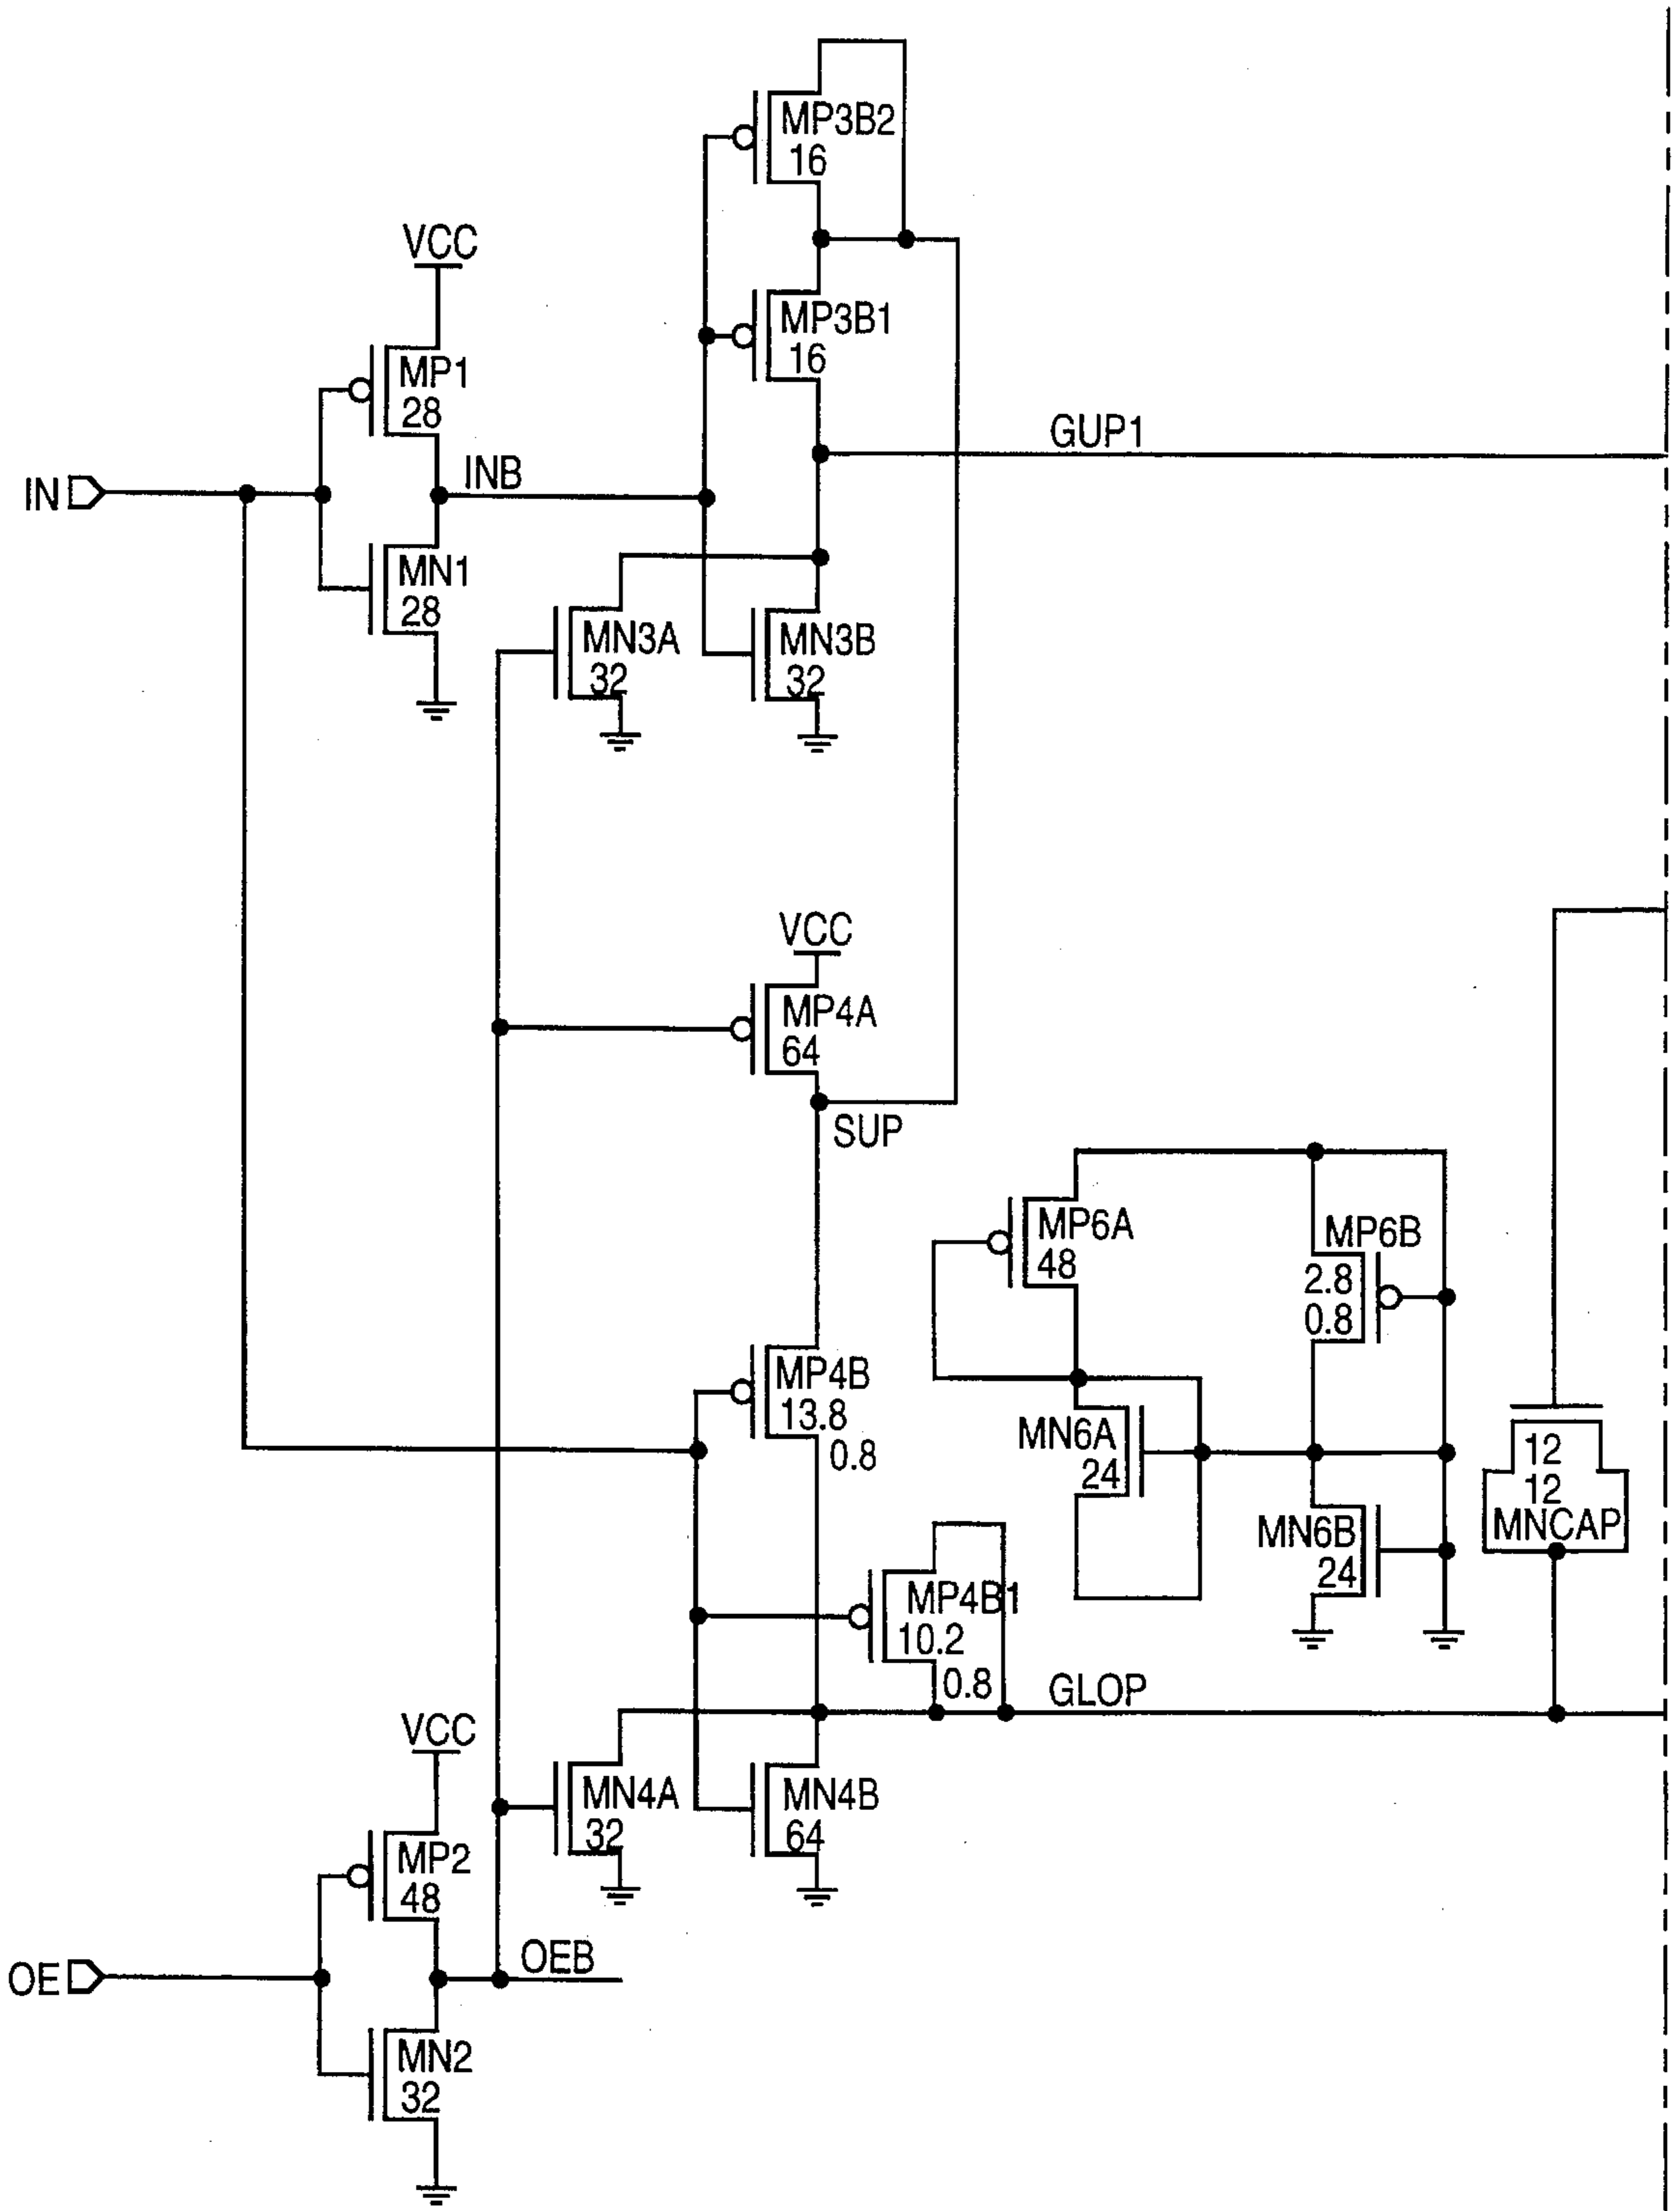 MP3B2
16
VCC
MP3B1
16
MP1
28
GUP1
INB
IN
MN1
28
MN3A
32
MN3B
32
VCC
MP4A
64
SUP
MP6A
48
MP6B
2.8
0.8
MP4B
13.8
0.8
MN6A
24
12
12
MNCAP
MN6B
24
MP4B1
10.2
0.8
GLOP
VCC
MN4A
32
MN4B
64
MP2
48
OEB
OE
MN2
32